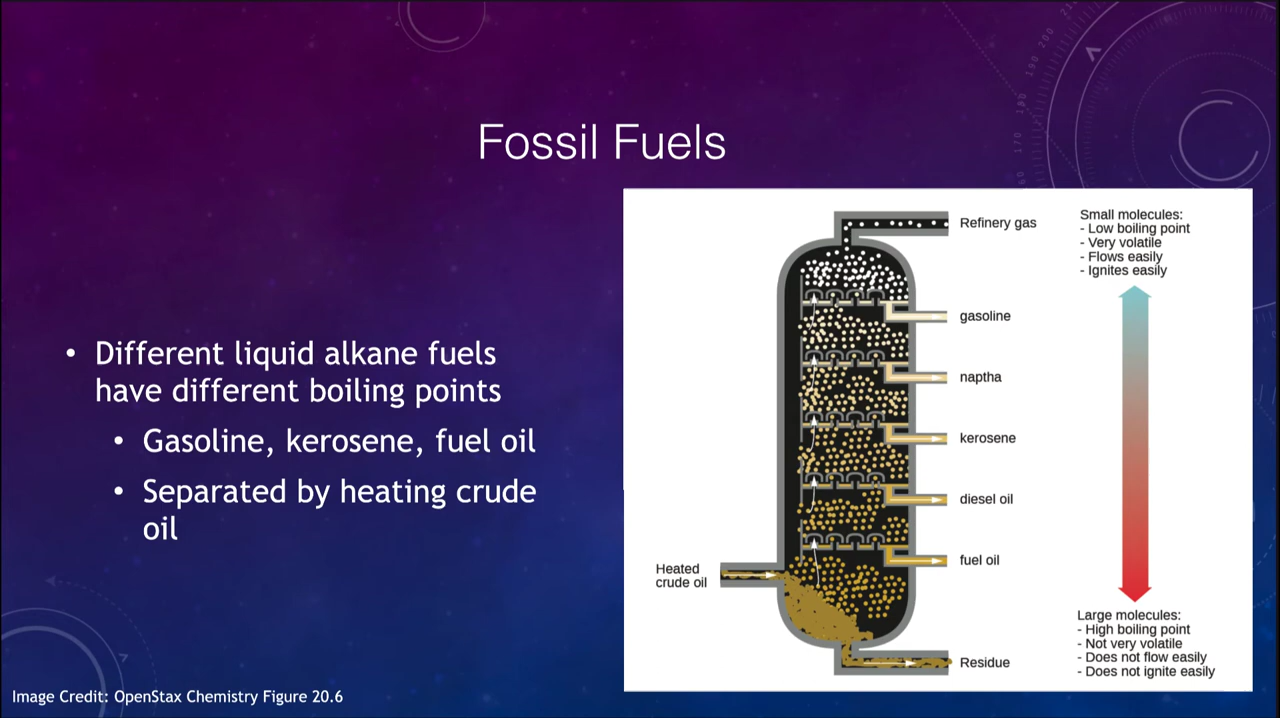 Fossil Fuels
• Different liquid alkane fuels
have different boiling points
• Gasoline, kerosene, fuel oil
• Separated by heating crude
oil
Refinery gas
gasoline
naptha
kerosene
diesel oil
fuel oil
Heated
crude oil
Residue
Small molecules:
- Low boiling point
- Very volatile
- Flows easily
- Ignites easily
Large molecules:
- High boiling point
- Not very volatile
- Does not flow easily
- Does not ignite easily
Image Credit: OpenStax Chemistry Figure 20.6
170
190
200